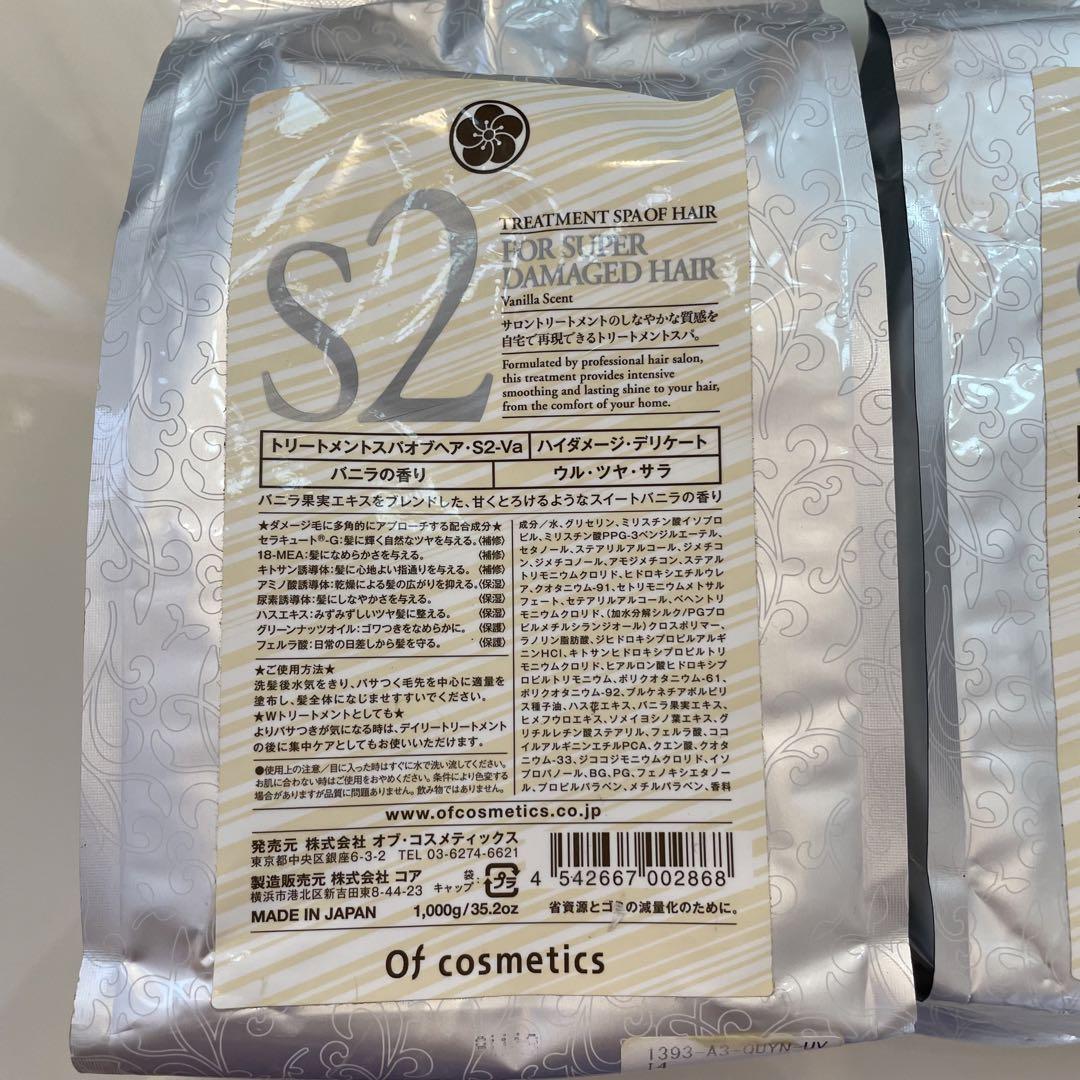 S2
TREATMENT SPA OF HAIR
FOR SUPER
DAMAGED HAIR
Vanilla Scent
サロントリートメントのしなやかな質感を
自宅で再現できるトリートメントスパ。
Formulated by professional hair salon,
this treatment provides intensive
smoothing and lasting shine to your hair,
from the comfort of your home.
トリートメントスパオブヘア・S2-Va ハイダメージ・デリケート
バニラの香り ウル・ツヤ・サラ
バニラ果実エキスをブレンドした、甘くとろけるようなスイートバニラの香り
★ダメージ毛に多角的にアプローチする配合成分★
セラキュート®-G:髪に輝く自然なツヤを与える。〈補修〉
18-MEA:髪になめらかさを与える。〈補修〉
キトサン誘導体:髪に心地よい指通りを与える。〈補修〉
アミノ酸誘導体:乾燥による髪の広がりを抑える。〈保湿〉
尿素誘導体:髪にしなやかさを与える。〈保湿〉
ハスエキス:みずみずしいツヤ髪に整える。〈保湿〉
グリーンナッツオイル:ゴワつきをなめらかに。〈保護〉
フェルラ酸:日常の日差しから髪を守る。〈保護〉
★ご使用方法★
洗髪後水気をきり、パサつく毛先を中心に適量を
塗布し、髪全体になじませすすいでください。
★Wトリートメントとしても★
よりパサつきが気になる時は、デイリートリートメント
の後に集中ケアとしてもお使いいただけます。
●使用上の注意/目に入った時はすぐに水で洗い流してください。
お肌に合わない時はご使用をおやめください。条件により色変する
場合がありますが品質に問題ありません。飲み物ではありません。
成分/水、グリセリン、ミリスチン酸イソプロ
ピル、ミリスチン酸PPG-3ベンジルエーテル、
セタノール、ステアリルアルコール、ジメチコ
ン、ジメチコノール、アモジメチコン、ステアル
トリモニウムクロリド、ヒドロキシエチルウレ
ア、クオタニウム-91、セトリモニウムメトサル
フェート、セテアリルアルコール、ベヘントリ
モニウムクロリド、(加水分解シルク/PGプロ
ピルメチルシランジオール)クロスポリマー、
ラノリン脂肪酸、ジヒドロキシプロピルアルギ
ニンHCl、キトサンヒドロキシプロピルトリ
モニウムクロリド、ヒアルロン酸ヒドロキシプ
ロピルトリモニウム、ポリクオタニウム-61、
ポリクオタニウム-92、プルケネチアボルビリ
ス種子油、ハス花エキス、バニラ果実エキス、
ヒメフウロエキス、ソメイヨシノ葉エキス、グ
リチルレチン酸ステアリル、フェルラ酸、ココ
イルアルギニンエチルPCA、クエン酸、クオタ
ニウム-33、ジココジモニウムクロリド、イソ
プロパノール、BG、PG、フェノキシエタノー
ル、プロピルパラベン、メチルパラベン、香料
www.ofcosmetics.co.jp
発売元 株式会社 オブ・コスメティックス
東京都中央区銀座6-3-2 TEL 03-6274-6621
製造販売元 株式会社 コア
横浜市港北区新吉田東8-44-23
MADE IN JAPAN 1,000g/35.2oz
袋、
キャップ: プラ
4 542667 002868
省資源とゴミの減量化のために。
Of cosmetics